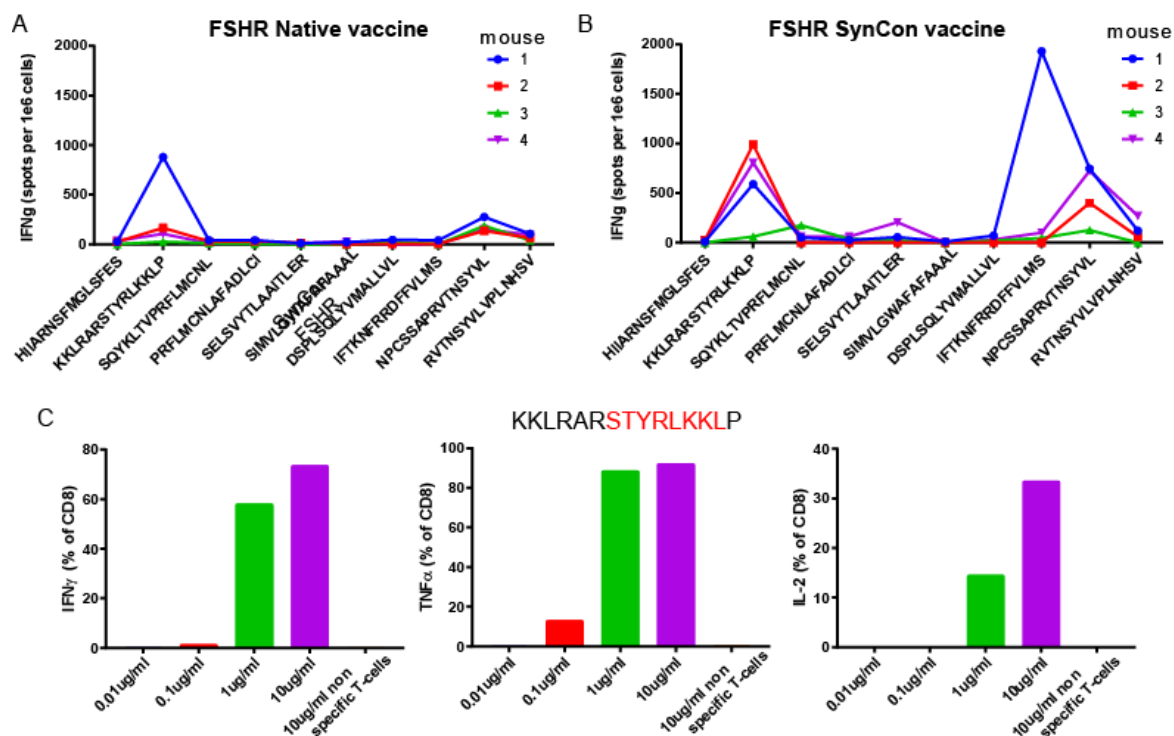 A
FSHR Native vaccine
mouse
1
2
3
4
IFNg (spots per 1e6 cells)
2000
1500
1000
500
0
HIIARNSFMGLSFES
KKLRARSTYRLKKLP
SQYKLTVPRFLMCNL
PRFLMCNLAFADLCI
SELSVYTLAAITLER
FSHR
DSPLSQLYVMALLVL
IFTKNFRRDFFVLMS
NPCSSAPRVTNSYVL
RVTNSYVLVPLNHSV
B
FSHR SynCon vaccine
mouse
1
2
3
4
IFNg (spots per 1e6 cells)
2000
1500
1000
500
0
HIIARNSFMGLSFES
KKLRARSTYRLKKLP
SQYKLTVPRFLMCNL
PRFLMCNLAFADLCI
SELSVYTLAAITLER
SIMVLGWAFAFAAAL
DSPLSQLYVMALLVL
IFTKNFRRDFFVLMS
NPCSSAPRVTNSYVL
RVTNSYVLVPLNHSV
C
KKLRARSTYRLKKLP
IFNγ (% of CD8)
80
60
40
20
0
0.01ug/ml
0.1ug/ml
1ug/ml
10ug/ml
10ug/ml non
specific T-cells
TNFα (% of CD8)
100
80
60
40
20
0
0.01ug/ml
0.1ug/ml
1ug/ml
10ug/ml
10ug/ml non
specific T-cells
IL-2 (% of CD8)
40
30
20
10
0
0.01ug/ml
0.1ug/ml
1ug/ml
10ug/ml
10ug/ml non
specific T-cells